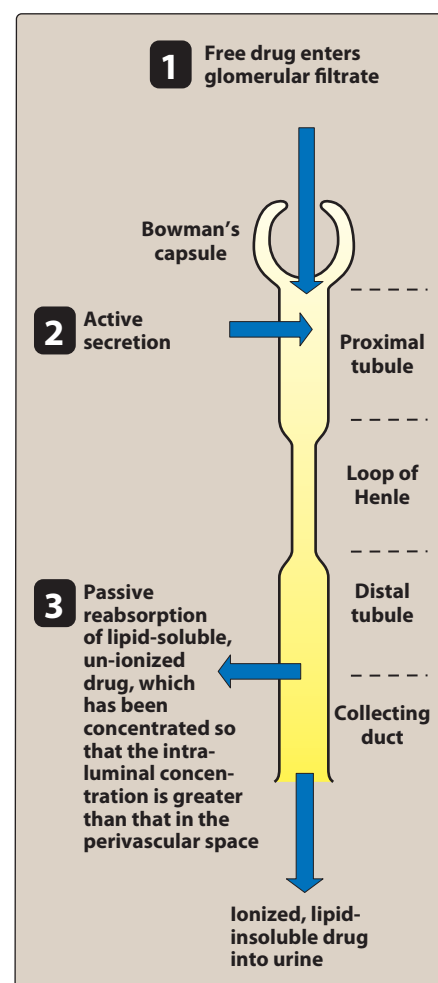 1
Free drug enters
glomerular filtrate
Bowman's
capsule
2
Active
secretion
Proximal
tubule
Loop of
Henle
3
Passive
reabsorption
of lipid-soluble,
un-ionized
drug, which
has been
concentrated so
that the intra-
luminal concen-
tration is greater
than that in the
perivascular space
Distal
tubule
Collecting
duct
Ionized, lipid-
insoluble drug
into urine